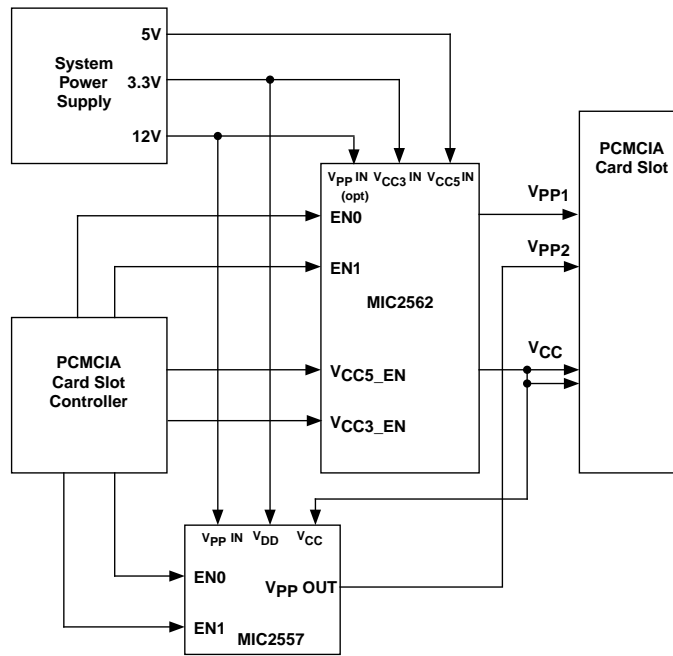 System
Power
Supply
5V
3.3V
12V
PCMCIA
Card Slot
VPP IN
(opt)
VCC3 IN
VCC5 IN
EN0
EN1
MIC2562
VCC5_EN
VCC3_EN
VPP1
VPP2
VCC
PCMCIA
Card Slot
Controller
VPP IN
VDD
VCC
EN0
VPP OUT
EN1
MIC2557